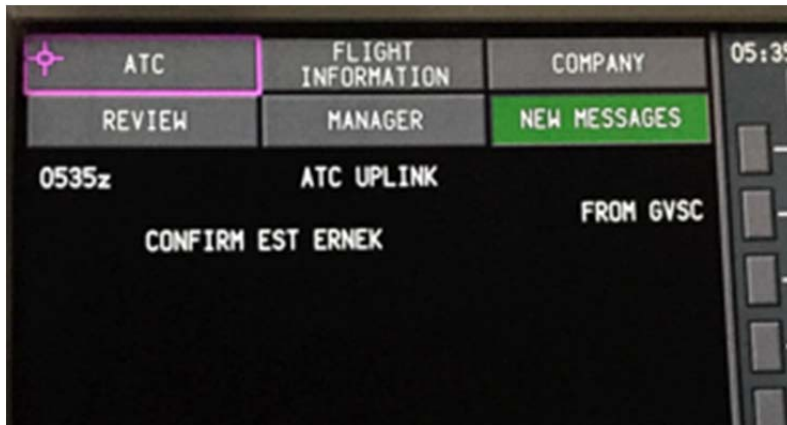 ATC
FLIGHT
INFORMATION
COMPANY
REVIEW
MANAGER
NEW MESSAGES
0535z
ATC UPLINK
FROM GVSC
CONFIRM EST ERNEK
05:35